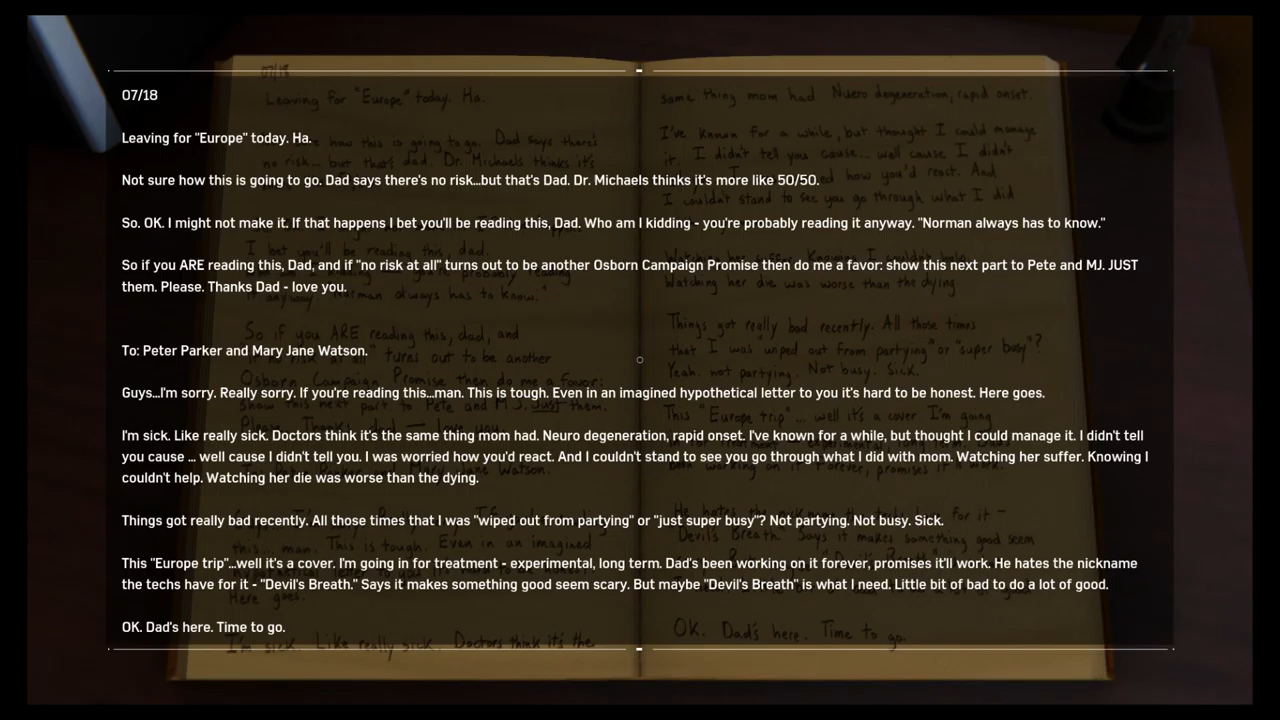 07/18
Leaving for "Europe" today. Ha.
Not sure how this is going to go. Dad says there's no risk...but that's Dad. Dr. Michaels thinks it's more like 50/50.
So. OK. I might not make it. If that happens I bet you'll be reading this, Dad. Who am I kidding - you're probably reading it anyway. "Norman always has to know."
So if you ARE reading this, Dad, and if "no risk at all" turns out to be another Osborn Campaign Promise then do me a favor: show this next part to Pete and MJ. JUST
them. Please. Thanks Dad - love you.
To: Peter Parker and Mary Jane Watson.
Guys...I'm sorry. Really sorry. If you're reading this...man. This is tough. Even in an imagined hypothetical letter to you it's hard to be honest. Here goes.
I'm sick. Like really sick. Doctors think it's the same thing mom had. Neuro degeneration, rapid onset. I've known for a while, but thought I could manage it. I didn't tell
you cause ... well cause I didn't tell you. I was worried how you'd react. And I couldn't stand to see you go through what I did with mom. Watching her suffer. Knowing I
couldn't help. Watching her die was worse than the dying.
Things got really bad recently. All those times that I was "wiped out from partying" or "just super busy"? Not partying. Not busy. Sick.
This "Europe trip"...well it's a cover. I'm going in for treatment - experimental, long term. Dad's been working on it forever, promises it'll work. He hates the nickname
the techs have for it - "Devil's Breath." Says it makes something good seem scary. But maybe "Devil's Breath" is what I need. Little bit of bad to do a lot of good.
OK. Dad's here. Time to go.